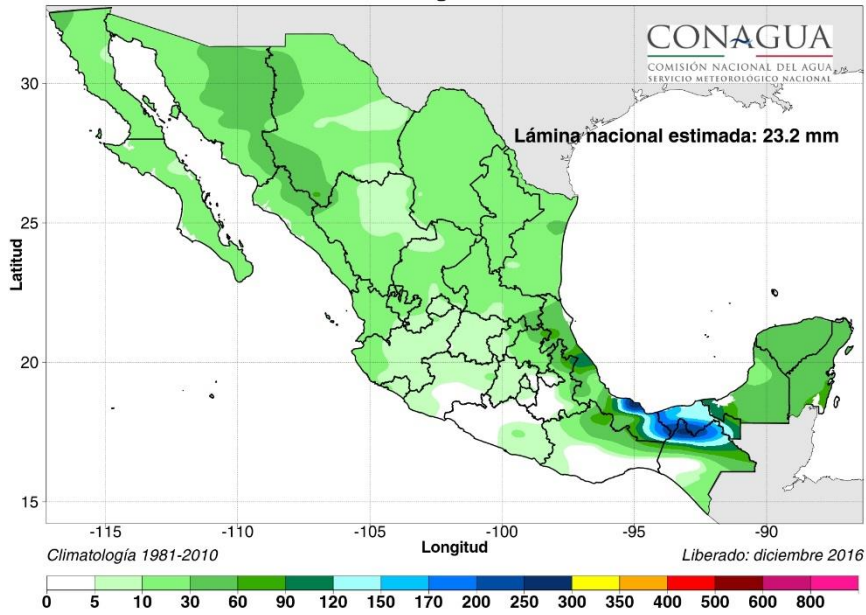 CONAGUA
COMISIÓN NACIONAL DEL AGUA
SERVICIO METEOROLÓGICO NACIONAL
Lámina nacional estimada: 23.2 mm
30
25
20
15
Latitud
-115 -110 -105 -100 -95 -90
Longitud
Climatología 1981-2010
Liberado: diciembre 2016
0 5 10 30 60 90 120 150 170 200 250 300 350 400 500 600 800